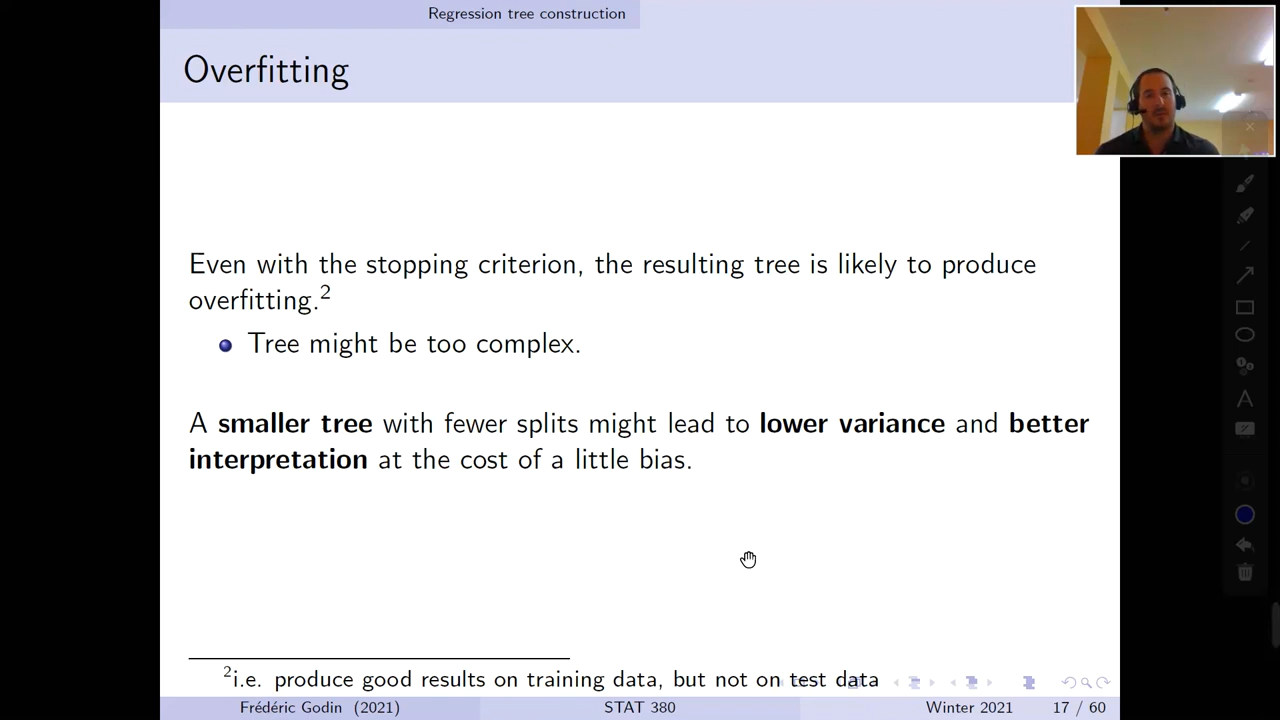 Regression tree construction
Overfitting
Even with the stopping criterion, the resulting tree is likely to produce
overfitting.2
Tree might be too complex.
A smaller tree with fewer splits might lead to lower variance and better
interpretation at the cost of a little bias.
2i.e. produce good results on training data, but not on test data
Frédéric Godin (2021) STAT 380 Winter 2021 17 / 60